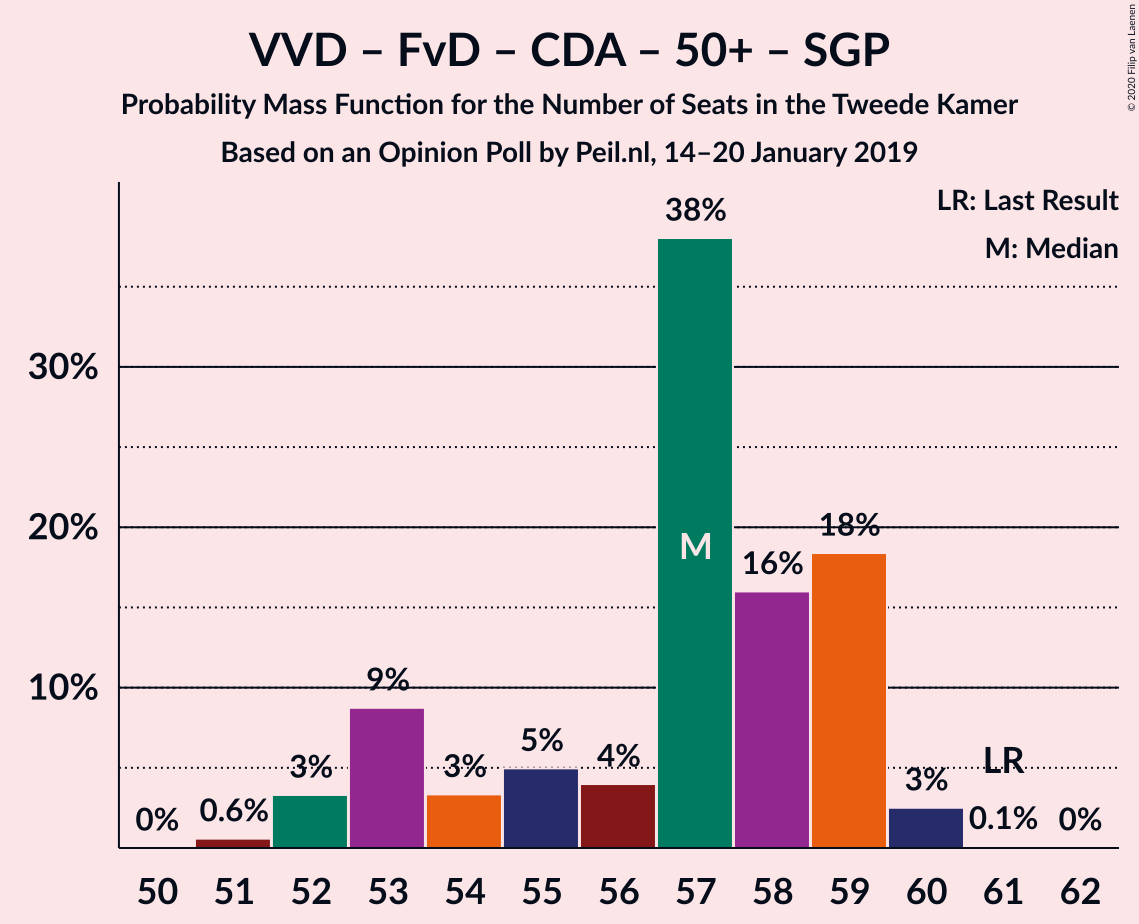 VVD – FvD – CDA – 50+ – SGP
Probability Mass Function for the Number of Seats in the Tweede Kamer
Based on an Opinion Poll by Peil.nl, 14–20 January 2019
© 2020 Filip van Laenen
LR: Last Result
M: Median
38%
30%
20%
10%
M
18%
16%
9%
5%
4%
3%
3%
3%
LR
0%
0.6%
0.1%
0%
50 51 52 53 54 55 56 57 58 59 60 61 62